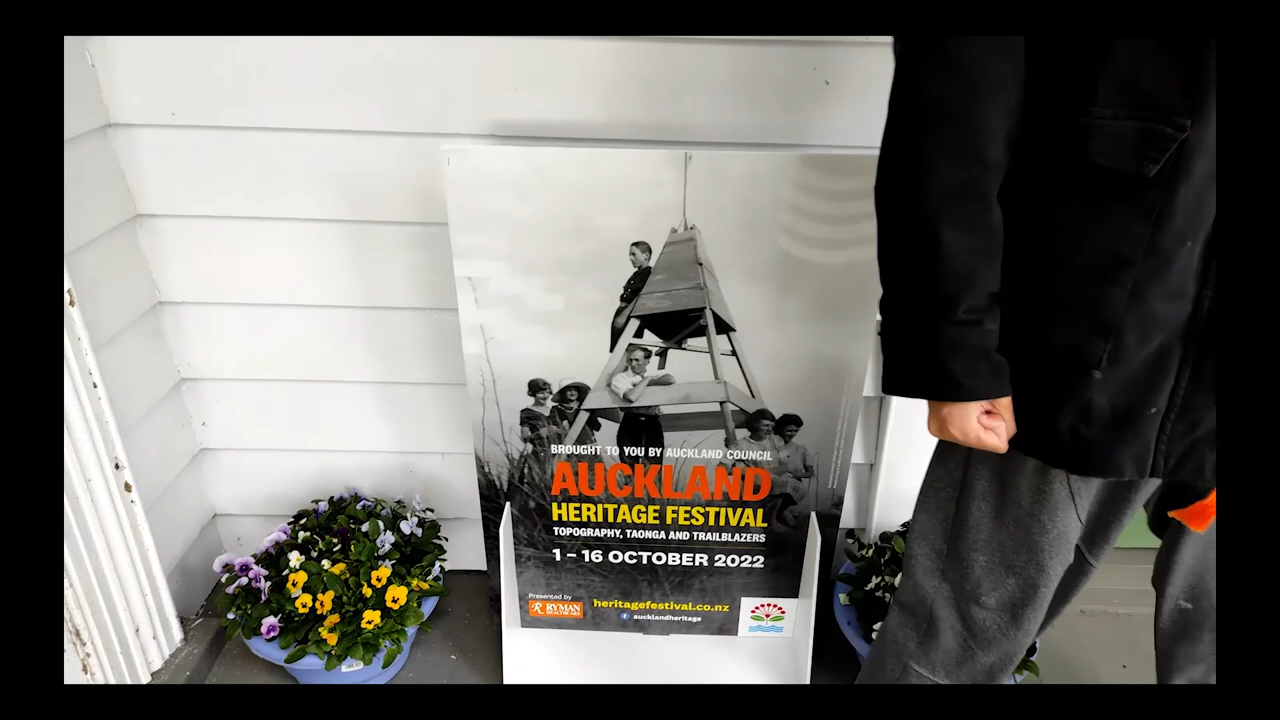 BROUGHT TO YOU BY AUCKLAND COUNCIL
AUCKLAND
HERITAGE FESTIVAL
TOPOGRAPHY, TAONGA AND TRAILBLAZERS
1 – 16 OCTOBER 2022
Presented by
RYMAN
HEALTHCARE
heritagefestival.co.nz
aucklandheritage